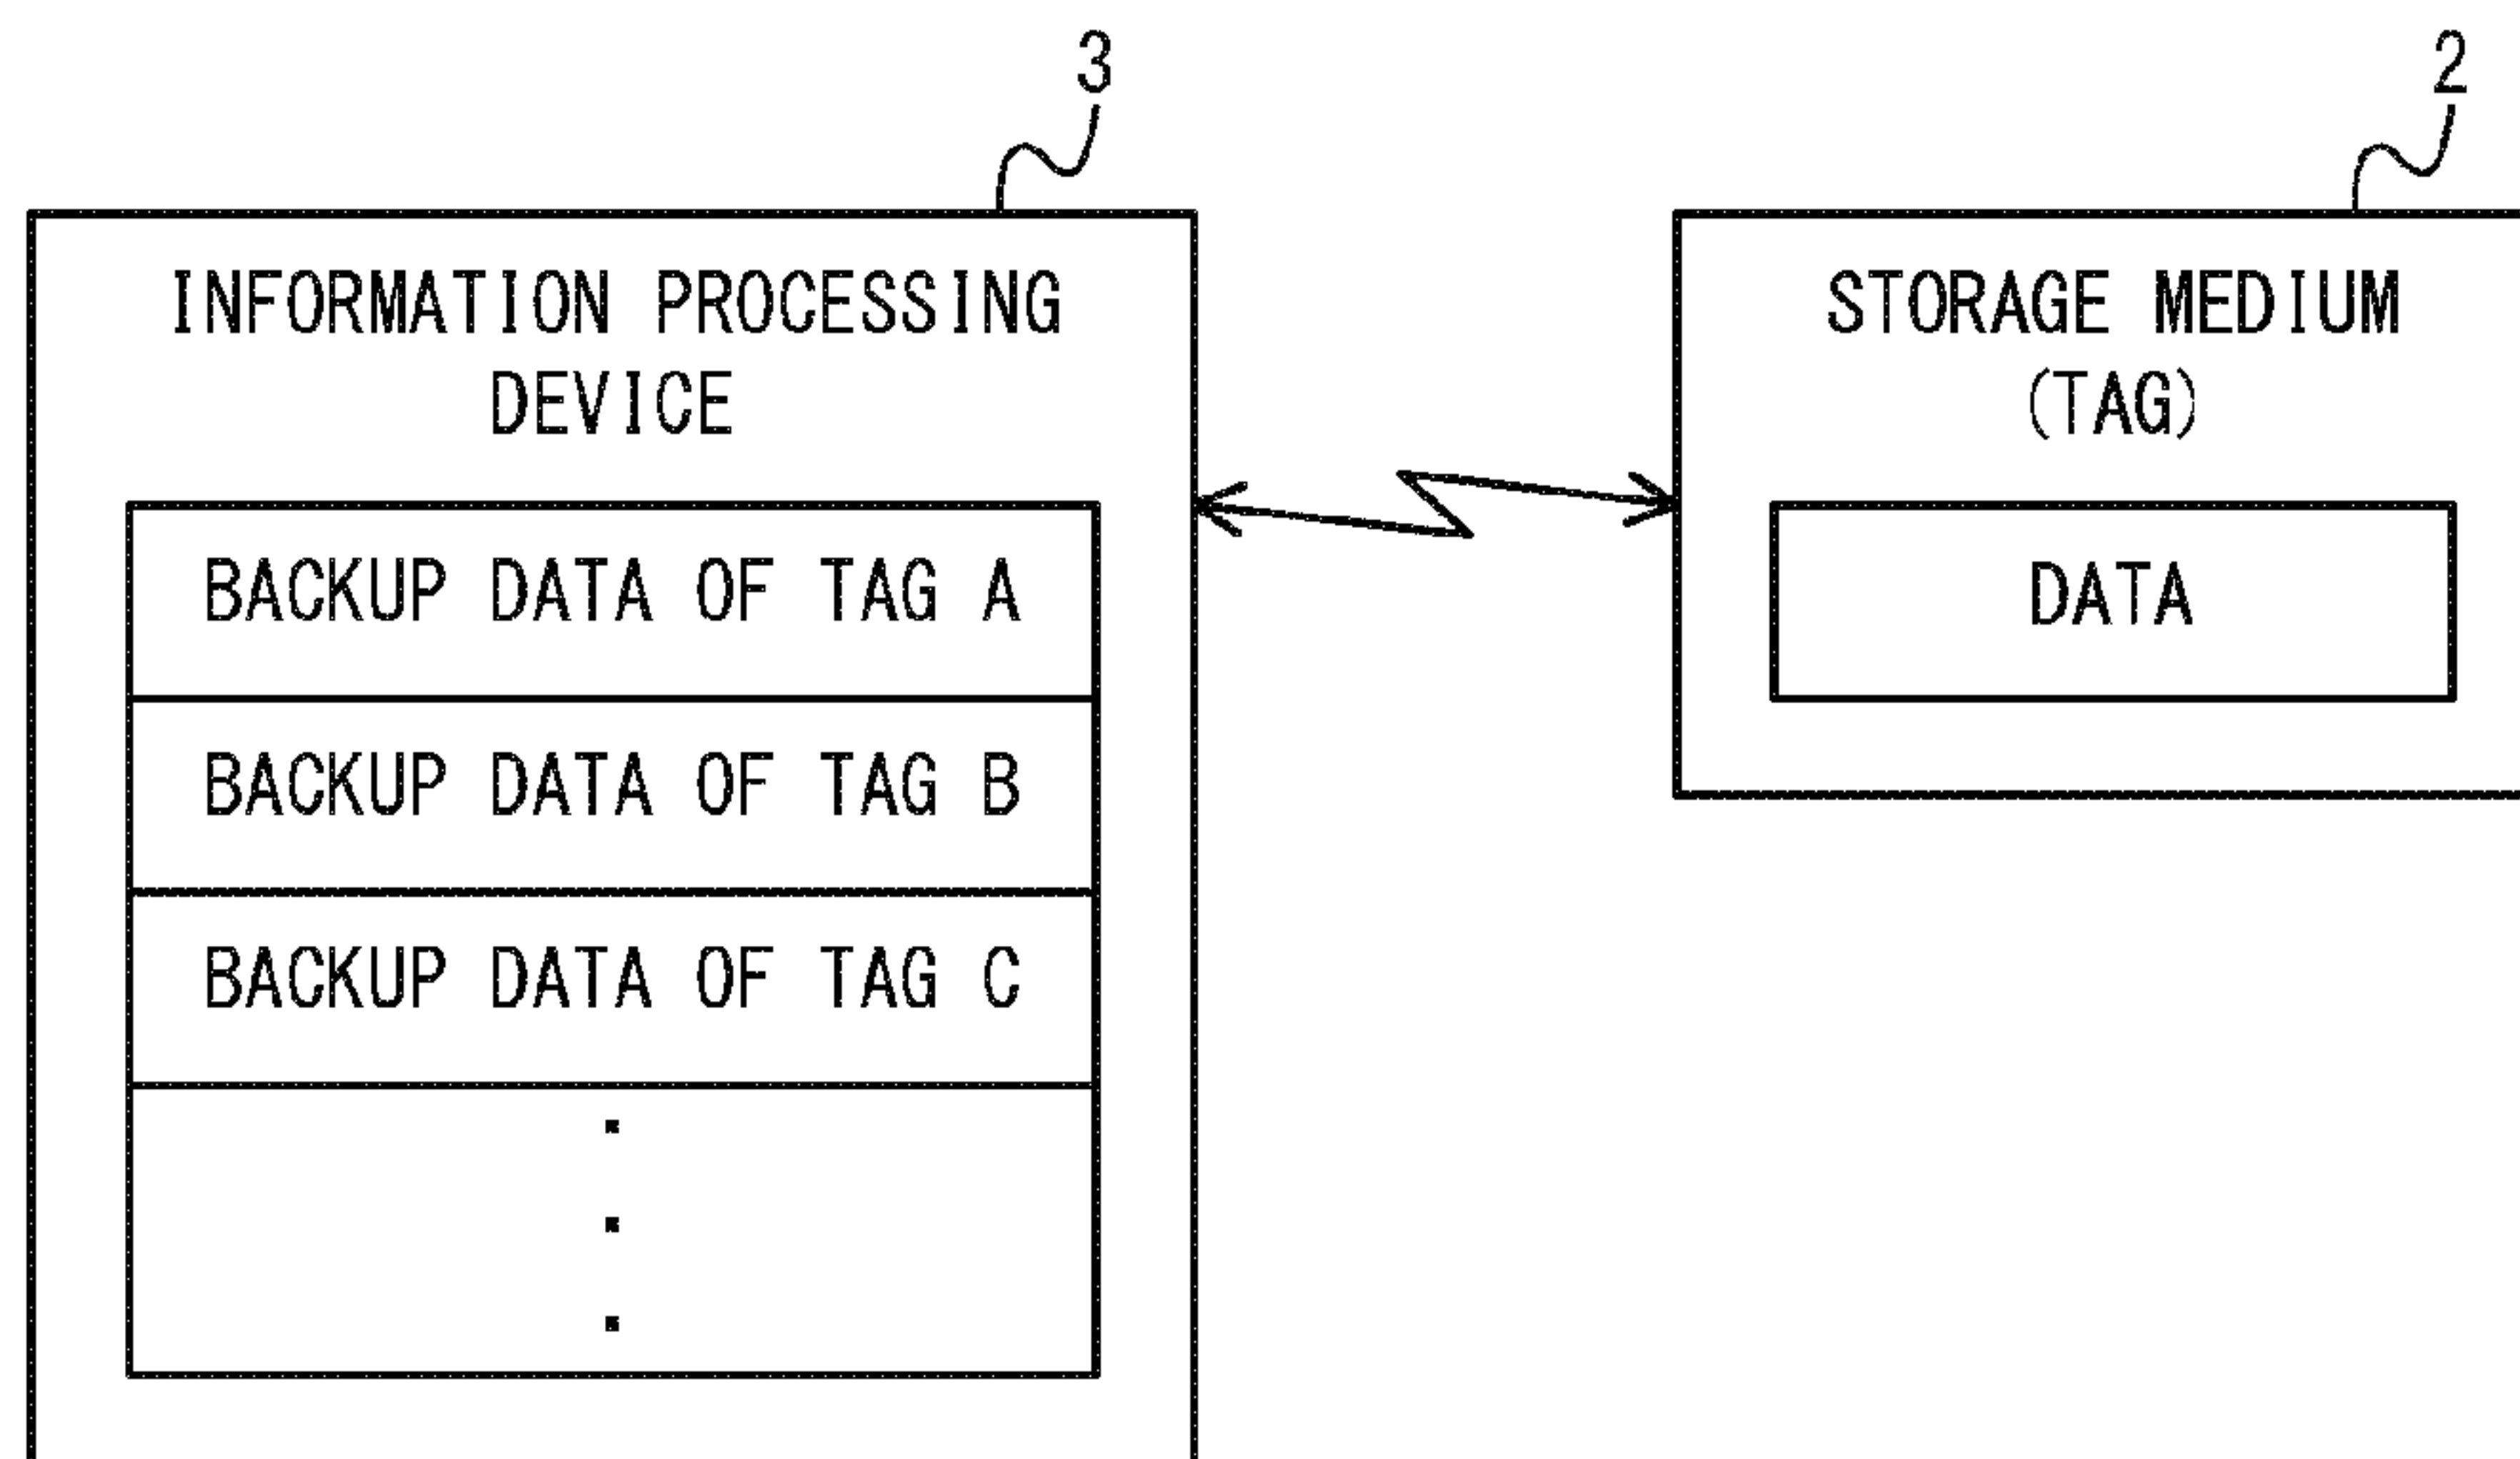 3
2
INFORMATION PROCESSING
DEVICE
STORAGE MEDIUM
(TAG)
BACKUP DATA OF TAG A
DATA
BACKUP DATA OF TAG B
BACKUP DATA OF TAG C